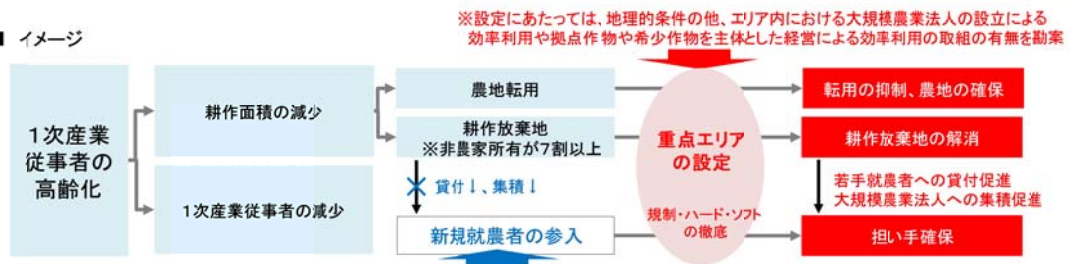 ※設定にあたっては、地理的条件の他、エリア内における大規模農業法人の設立による
効率利用や拠点作物や希少作物を主体とした経営による効率利用の取組の有無を勘案
イメージ
1次産業
従事者の
高齢化
耕作面積の減少
1次産業従事者の減少
農地転用
耕作放棄地
※非農家所有が7割以上
貸付↓、集積↓
新規就農者の参入
重点エリア
の設定
規制・ハード・ソフト
の徹底
転用の抑制、農地の確保
耕作放棄地の解消
若手就農者への貸付促進
大規模農業法人への集積促進
担い手確保